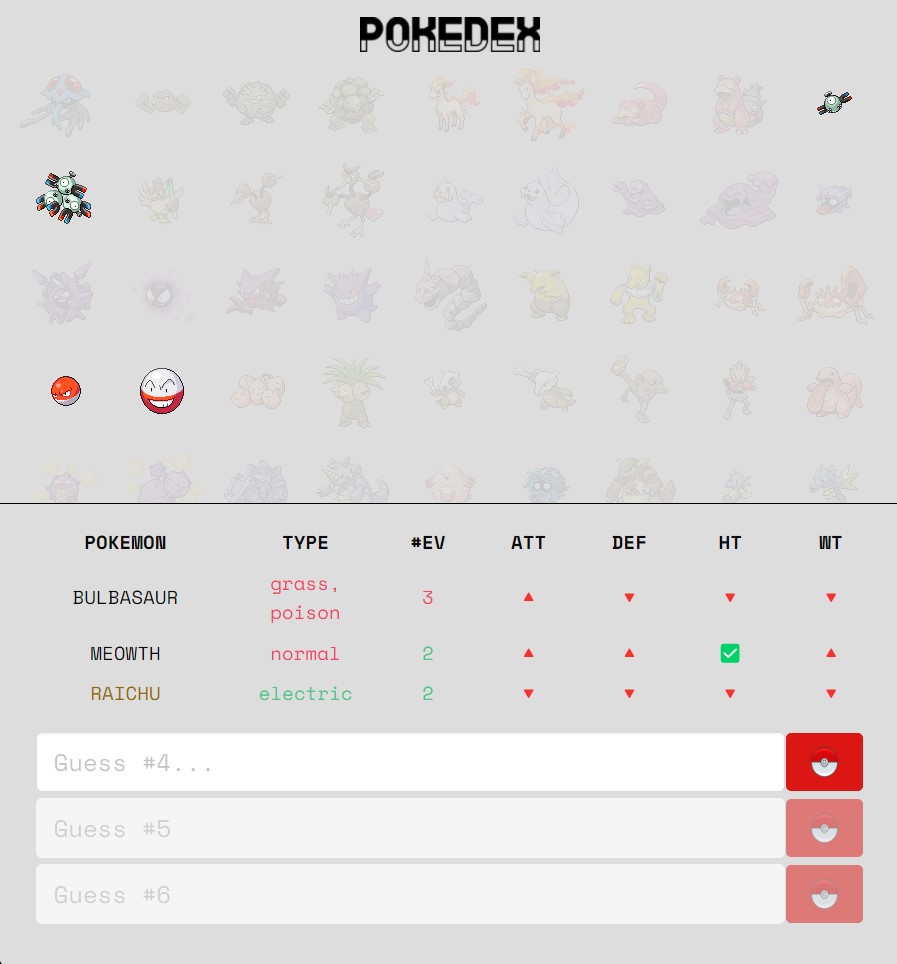 POKEDEX
POKEMON TYPE #EV ATT DEF HT WT
BULBASAUR grass, poison 3 ▲ ▼ ▼ ▼
MEOWTH normal 2 ▲ ▲ ✅ ▲
RAICHU electric 2 ▼ ▼ ▼ ▼
Guess #4...
Guess #5
Guess #6